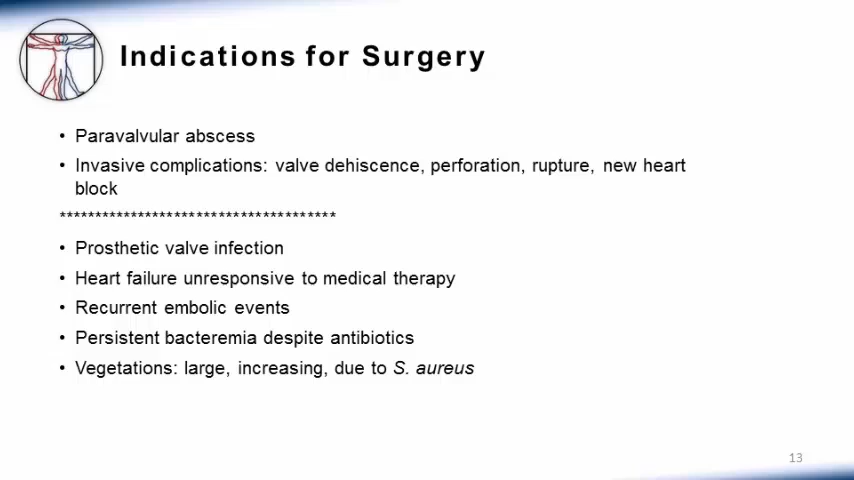 Indications for Surgery
• Paravalvular abscess
• Invasive complications: valve dehiscence, perforation, rupture, new heart
block
***************************************
• Prosthetic valve infection
• Heart failure unresponsive to medical therapy
• Recurrent embolic events
• Persistent bacteremia despite antibiotics
• Vegetations: large, increasing, due to S. aureus
13